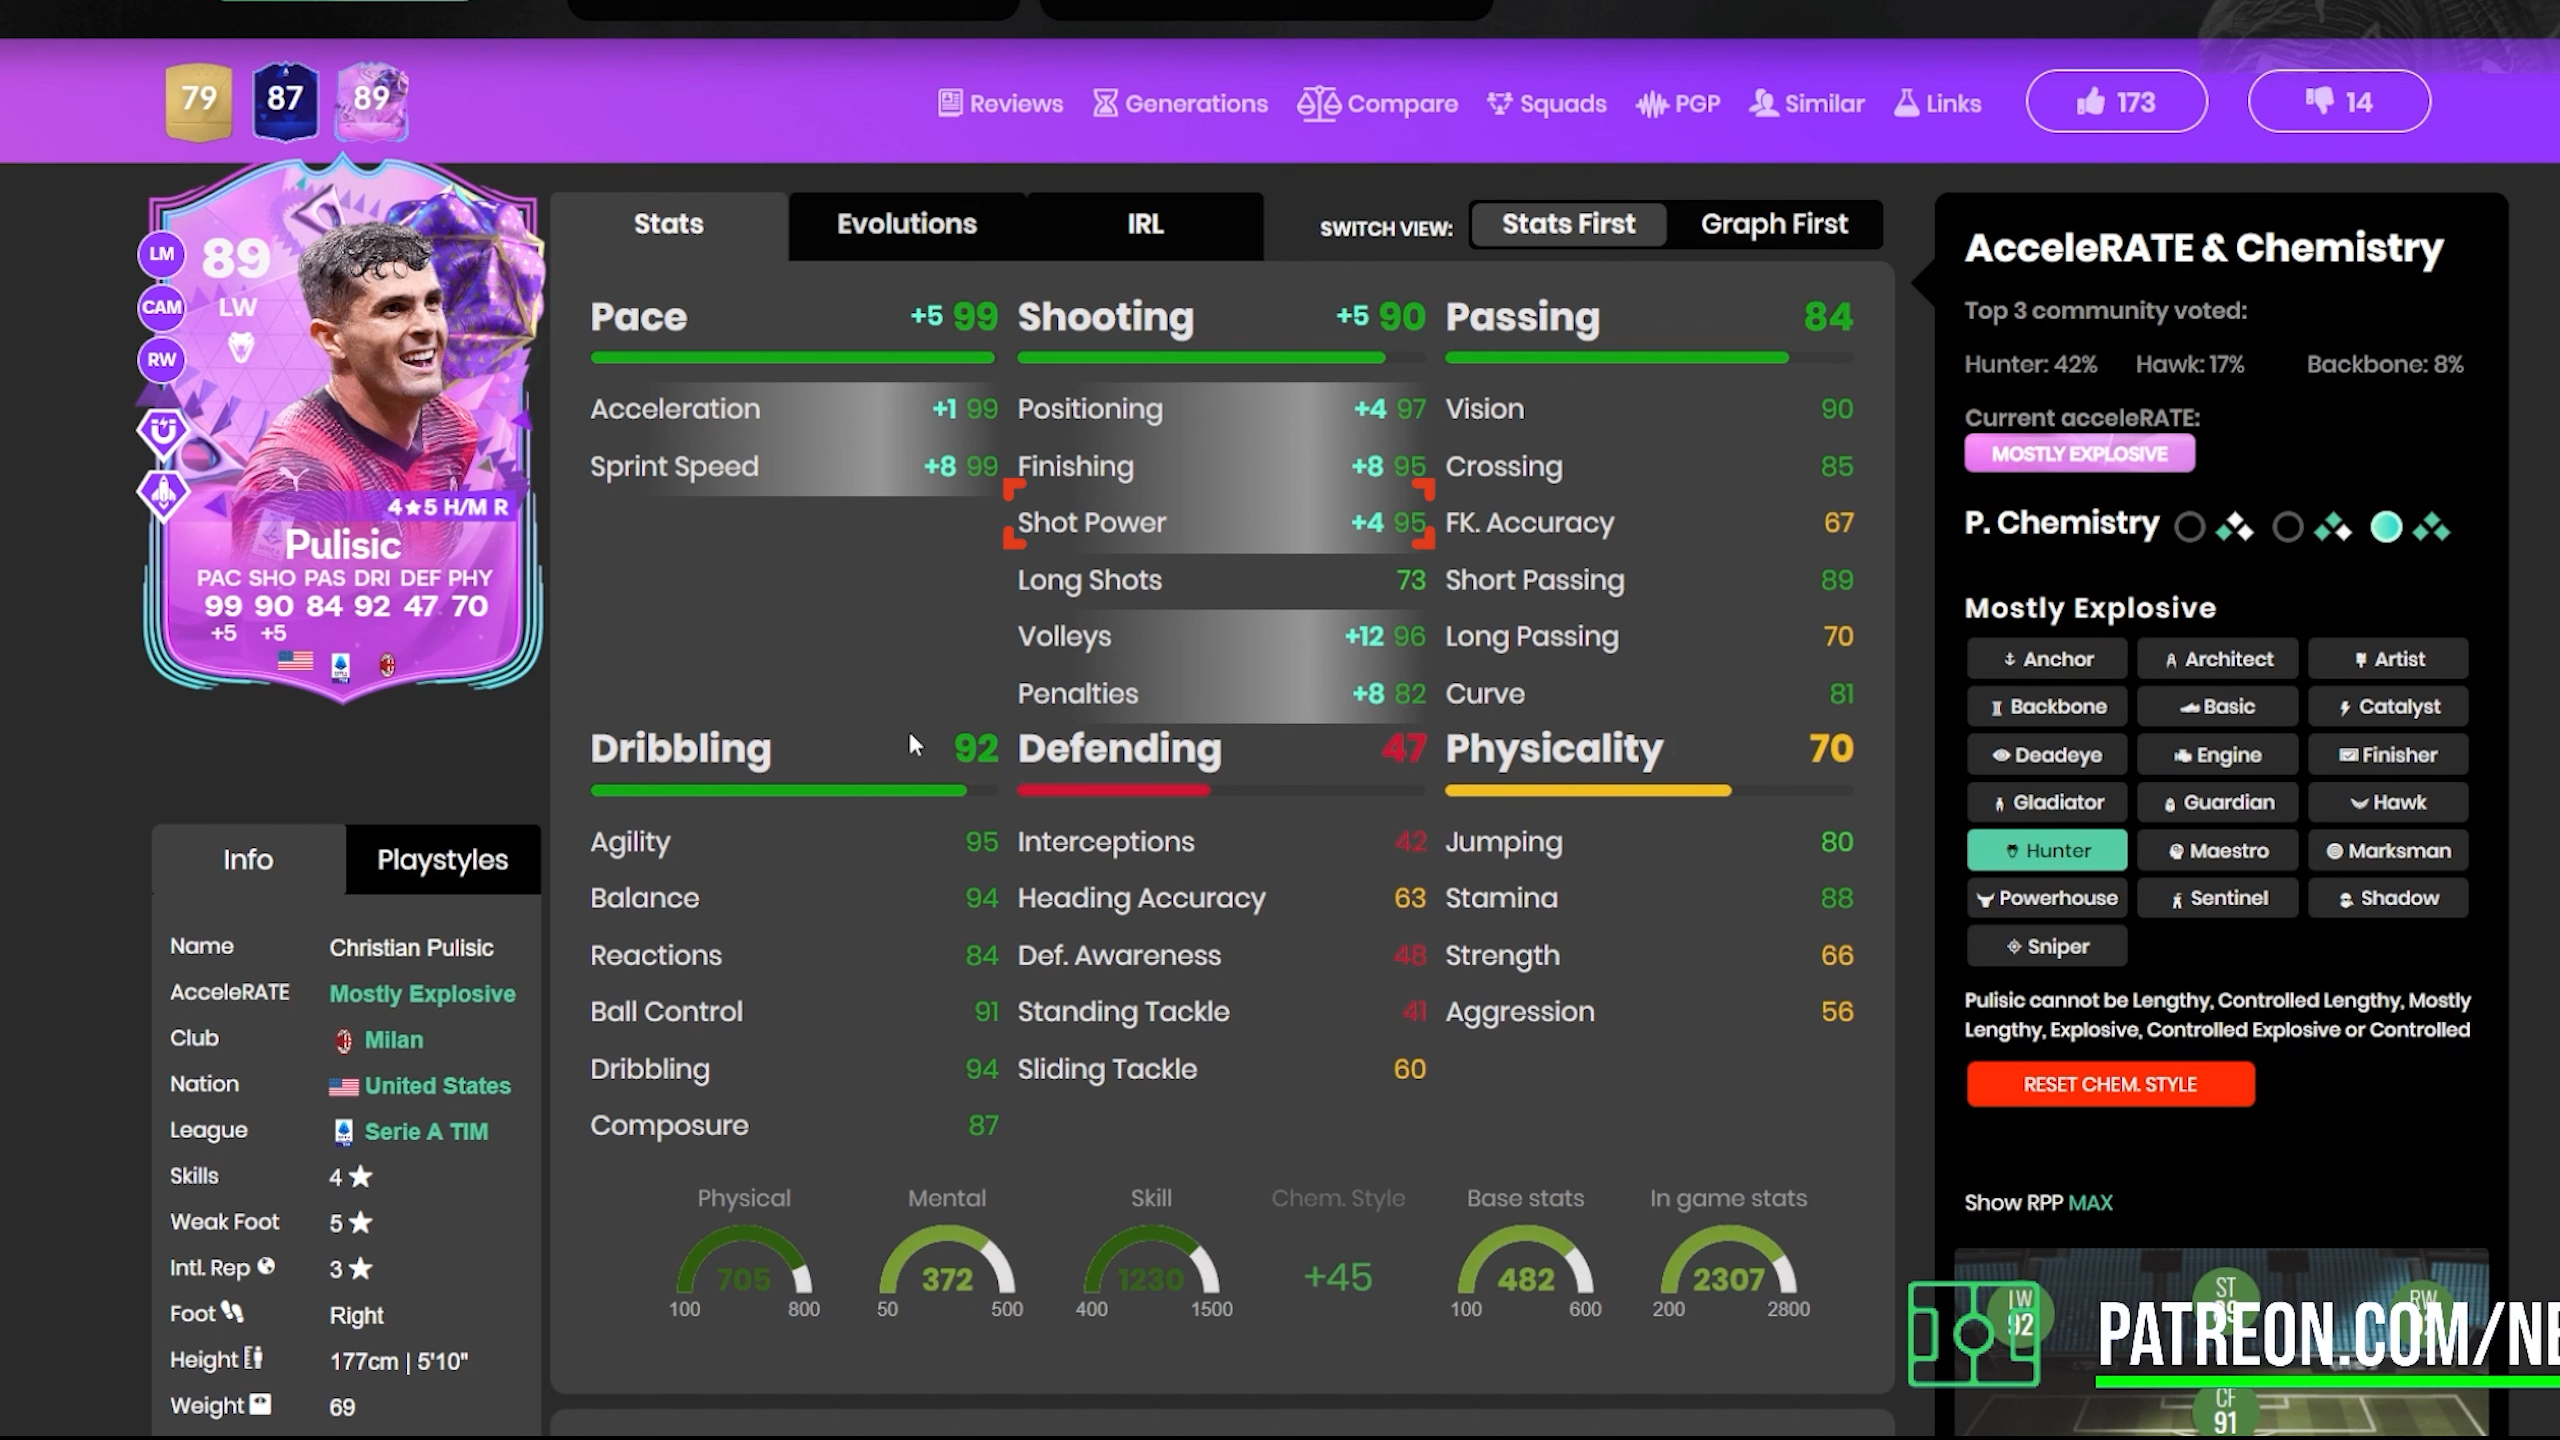 79
87
89
Reviews
Generations
Compare
Squads
PGP
Similar
Links
173
14
LM
CAM
RW
89
LW
4★5 H/M R
Pulisic
PAC SHO PAS DRI DEF PHY
99 90 84 92 47 70
+5 +5
Stats
Evolutions
IRL
SWITCH VIEW:
Stats First
Graph First
Pace +5 99
Acceleration +1 99
Sprint Speed +8 99
Shooting +5 90
Positioning +4 97
Finishing +8 95
Shot Power +4 95
Long Shots 73
Volleys +12 96
Penalties +8 82
Passing 84
Vision 90
Crossing 85
FK. Accuracy 67
Short Passing 89
Long Passing 70
Curve 81
Dribbling 92
Agility 95
Balance 94
Reactions 84
Ball Control 91
Dribbling 94
Composure 87
Defending 47
Interceptions 42
Heading Accuracy 63
Def. Awareness 48
Standing Tackle 41
Sliding Tackle 60
Physicality 70
Jumping 80
Stamina 88
Strength 66
Aggression 56
Physical
705
100 800
Mental
372
50 500
Skill
1230
400 1500
Chem. Style
+45
Base stats
482
100 600
In game stats
2307
200 2800
Info
Playstyles
Name Christian Pulisic
AcceleRATE Mostly Explosive
Club Milan
Nation United States
League Serie A TIM
Skills 4 ★
Weak Foot 5 ★
Intl. Rep 3 ★
Foot Right
Height 177cm | 5'10"
Weight 69
AcceleRATE & Chemistry
Top 3 community voted:
Hunter: 42% Hawk: 17% Backbone: 8%
Current acceleRATE:
MOSTLY EXPLOSIVE
P. Chemistry
Mostly Explosive
Anchor Architect Artist
Backbone Basic Catalyst
Deadeye Engine Finisher
Gladiator Guardian Hawk
Hunter Maestro Marksman
Powerhouse Sentinel Shadow
Sniper
Pulisic cannot be Lengthy, Controlled Lengthy, Mostly
Lengthy, Explosive, Controlled Explosive or Controlled
RESET CHEM. STYLE
Show RPP MAX
LW
92
ST
RW
PATREON.COM/NE
CF
91